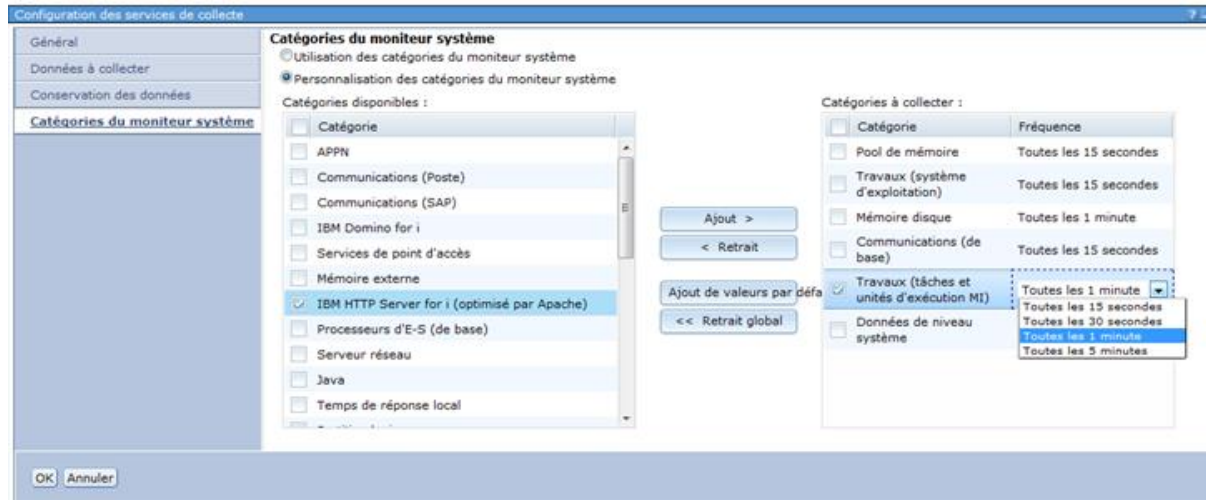 Configuration des services de collecte
?
Général
Données à collecter
Conservation des données
Catégories du moniteur système
Catégories du moniteur système
Utilisation des catégories du moniteur système
Personnalisation des catégories du moniteur système
Catégories disponibles :
Catégorie
APPN
Communications (Poste)
Communications (SAP)
IBM Domino for i
Services de point d'accès
Mémoire externe
IBM HTTP Server for i (optimisé par Apache)
Processeurs d'E-S (de base)
Serveur réseau
Java
Temps de réponse local
Ajout >
< Retrait
Ajout de valeurs par défa
<< Retrait global
Catégories à collecter :
Catégorie Fréquence
Pool de mémoire Toutes les 15 secondes
Travaux (système
d'exploitation) Toutes les 15 secondes
Mémoire disque Toutes les 1 minute
Communications (de
base) Toutes les 15 secondes
Travaux (tâches et
unités d'exécution MI) Toutes les 1 minute
Toutes les 15 secondes
Toutes les 30 secondes
Toutes les 1 minute
Toutes les 5 minutes
Données de niveau
système
OK Annuler